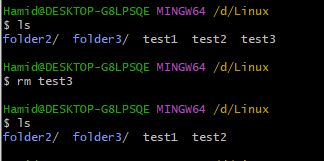 Hamid@DESKTOP-G8LPSQE MINGW64 /d/Linux
$ ls
folder2/  folder3/  test1  test2  test3
Hamid@DESKTOP-G8LPSQE MINGW64 /d/Linux
$ rm test3
Hamid@DESKTOP-G8LPSQE MINGW64 /d/Linux
$ ls
folder2/  folder3/  test1  test2